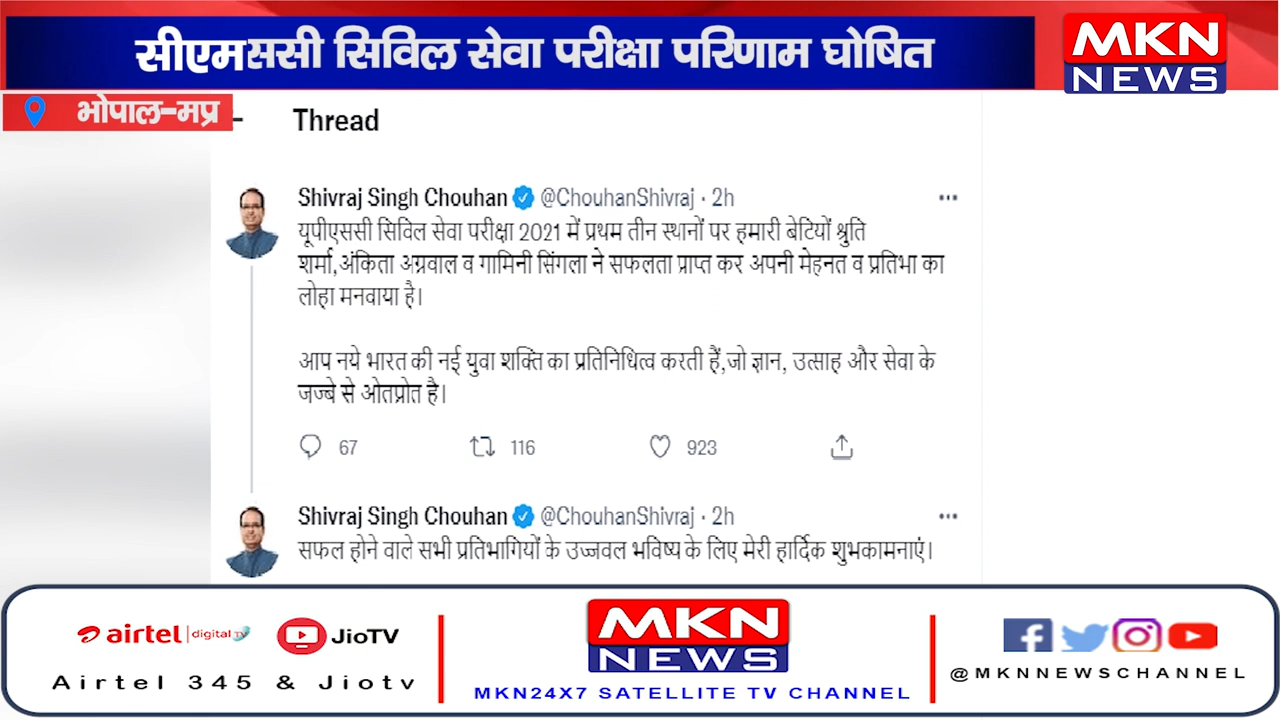 सीएमससी सिविल सेवा परीक्षा परिणाम घोषित
MKN
NEWS
भोपाल-मप्र
Thread
Shivraj Singh Chouhan @ChouhanShivraj · 2h
यूपीएससी सिविल सेवा परीक्षा 2021 में प्रथम तीन स्थानों पर हमारी बेटियों श्रुति
शर्मा,अंकिता अग्रवाल व गामिनी सिंगला ने सफलता प्राप्त कर अपनी मेहनत व प्रतिभा का
लोहा मनवाया है।
आप नये भारत की नई युवा शक्ति का प्रतिनिधित्व करती हैं,जो ज्ञान, उत्साह और सेवा के
जज्बे से ओतप्रोत है।
67 116 923
Shivraj Singh Chouhan @ChouhanShivraj · 2h
सफल होने वाले सभी प्रतिभागियों के उज्जवल भविष्य के लिए मेरी हार्दिक शुभकामनाएं।
airtel digital TV JioTV
Airtel 345 & Jiotv
MKN
NEWS
MKN24X7 SATELLITE TV CHANNEL
@MKNNEWSCHANNEL